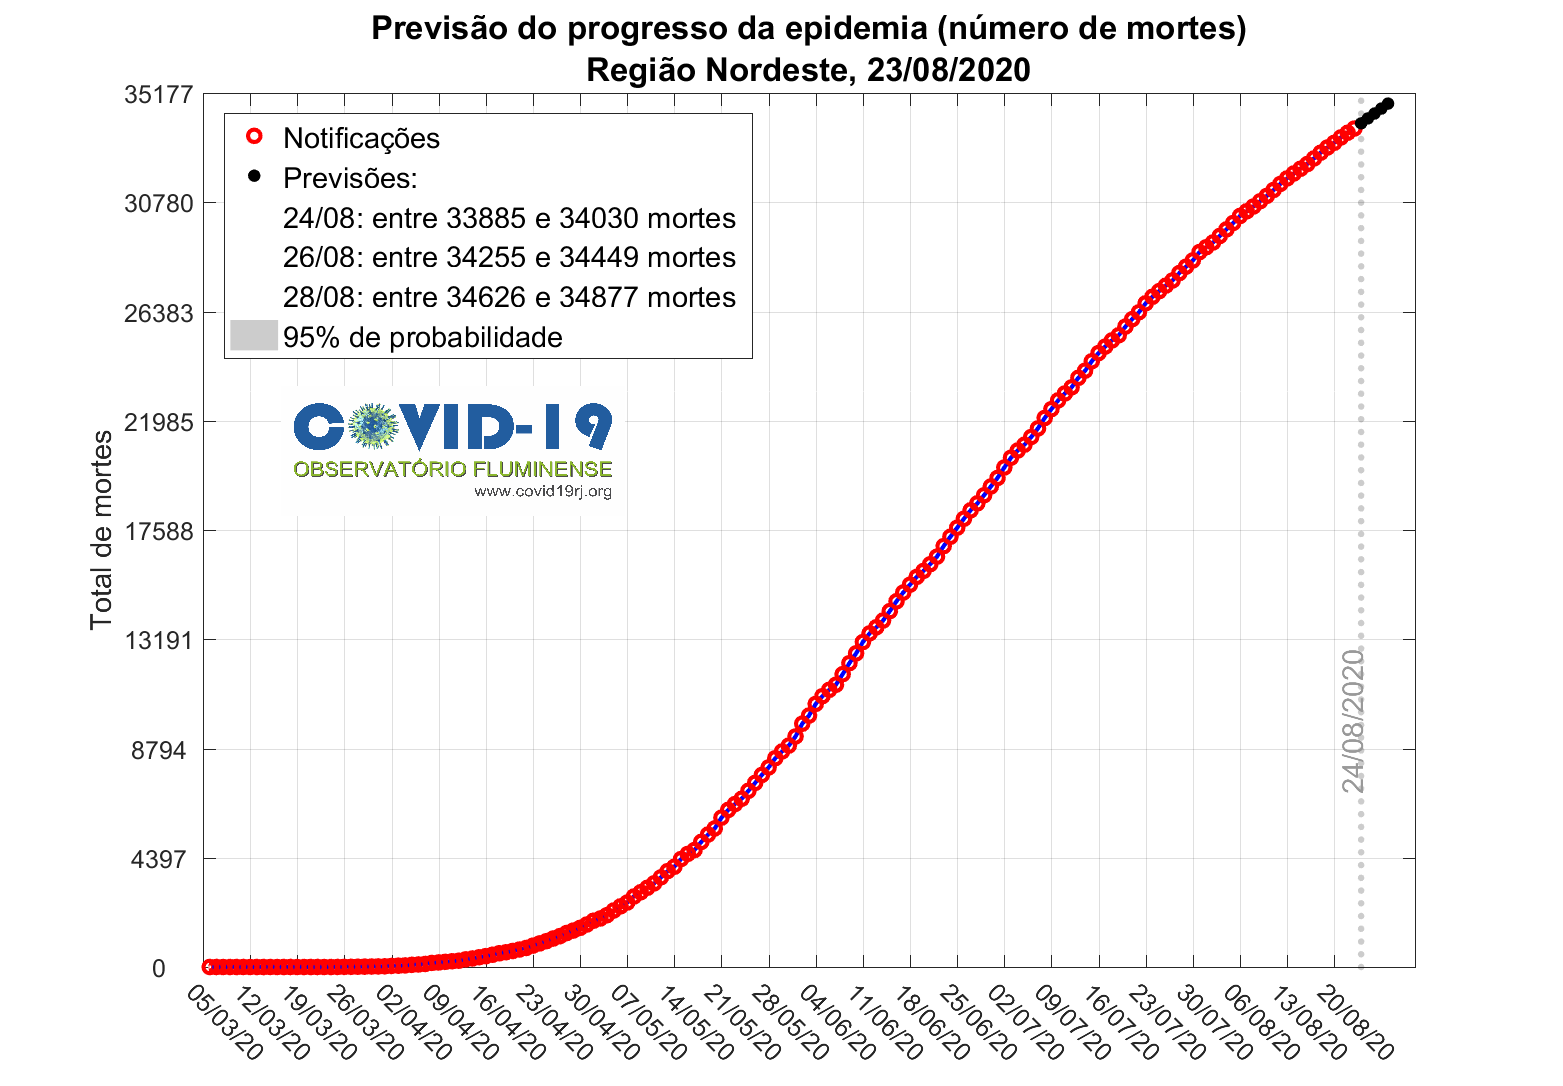 Previsão do progresso da epidemia (número de mortes)
Região Nordeste, 23/08/2020
35177
30780
26383
21985
17588
13191
8794
4397
0
Total de mortes
Notificações
Previsões:
24/08: entre 33885 e 34030 mortes
26/08: entre 34255 e 34449 mortes
28/08: entre 34626 e 34877 mortes
95% de probabilidade
COVID-19
OBSERVATÓRIO FLUMINENSE
www.covid19rj.org
24/08/2020
05/03/20
12/03/20
19/03/20
26/03/20
02/04/20
09/04/20
16/04/20
23/04/20
30/04/20
07/05/20
14/05/20
21/05/20
28/05/20
04/06/20
11/06/20
18/06/20
25/06/20
02/07/20
09/07/20
16/07/20
23/07/20
30/07/20
06/08/20
13/08/20
20/08/20